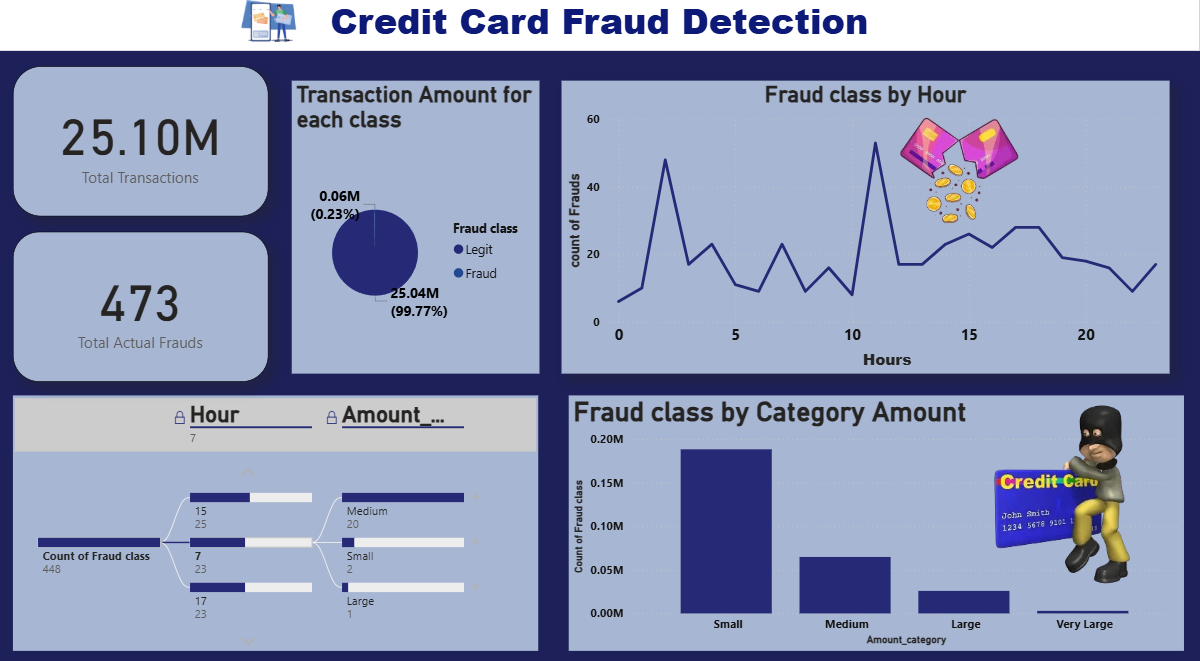 Credit Card Fraud Detection
25.10M
Total Transactions
473
Total Actual Frauds
Transaction Amount for
each class
0.06M
(0.23%)
25.04M
(99.77%)
Fraud class
Legit
Fraud
Fraud class by Hour
count of Frauds
60
40
20
0
0
5
10
15
20
Hours
Hour
7
Amount_...
Count of Fraud class
448
15
25
7
23
17
23
Medium
20
Small
2
Large
1
Fraud class by Category Amount
Count of Fraud class
0.20M
0.15M
0.10M
0.05M
0.00M
Small
Medium
Large
Very Large
Amount_category
Credit Card
John Smith
1234 5678 9101